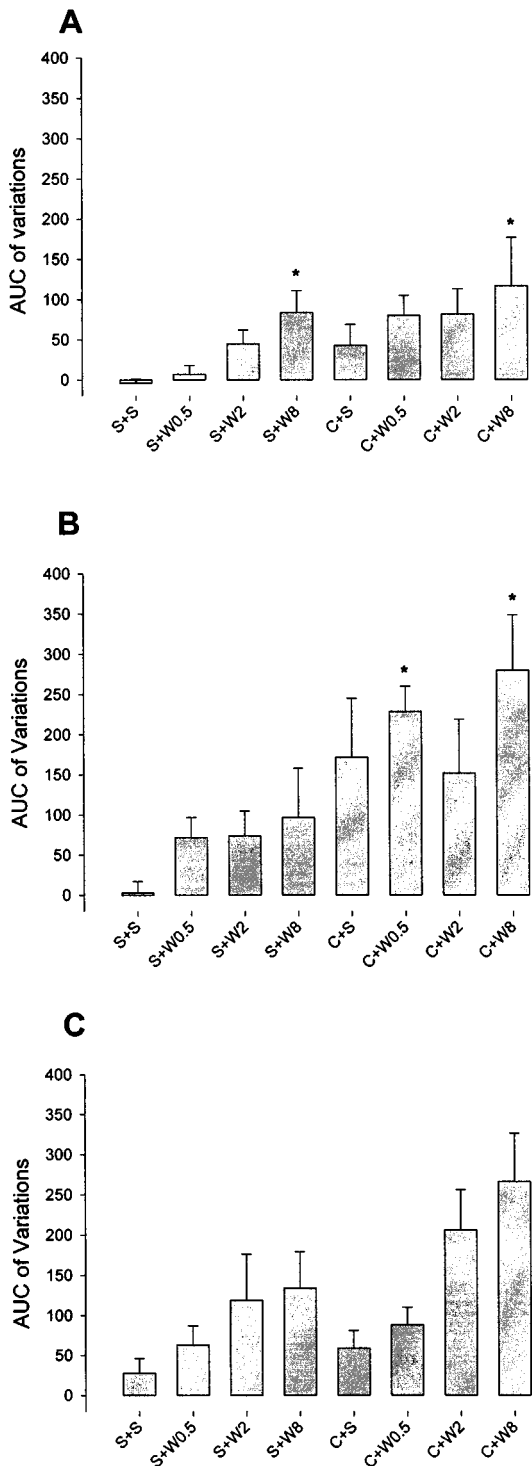 A
AUC of variations
400
350
300
250
200
150
100
50
0
*
*
S+S
S+W0.5
S+W2
S+W8
C+S
C+W0.5
C+W2
C+W8
B
AUC of Variations
400
350
300
250
200
150
100
50
0
*
*
S+S
S+W0.5
S+W2
S+W8
C+S
C+W0.5
C+W2
C+W8
C
AUC of Variations
400
350
300
250
200
150
100
50
0
S+S
S+W0.5
S+W2
S+W8
C+S
C+W0.5
C+W2
C+W8